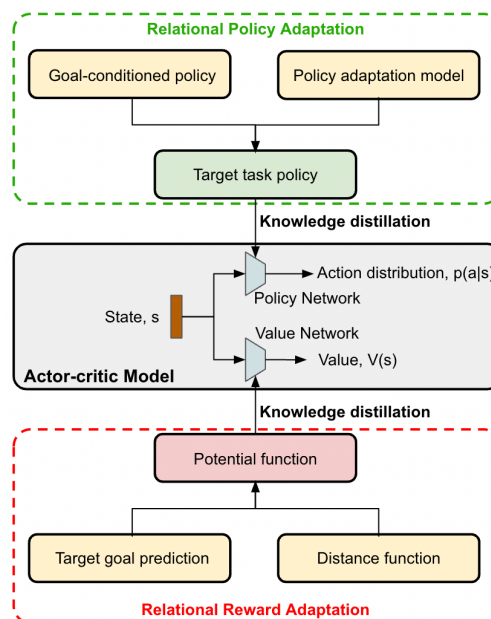 Relational Policy Adaptation
Goal-conditioned policy
Policy adaptation model
Target task policy
Knowledge distillation
Action distribution, p(a|s)
Policy Network
State, s
Value Network
Value, V(s)
Actor-critic Model
Knowledge distillation
Potential function
Target goal prediction
Distance function
Relational Reward Adaptation